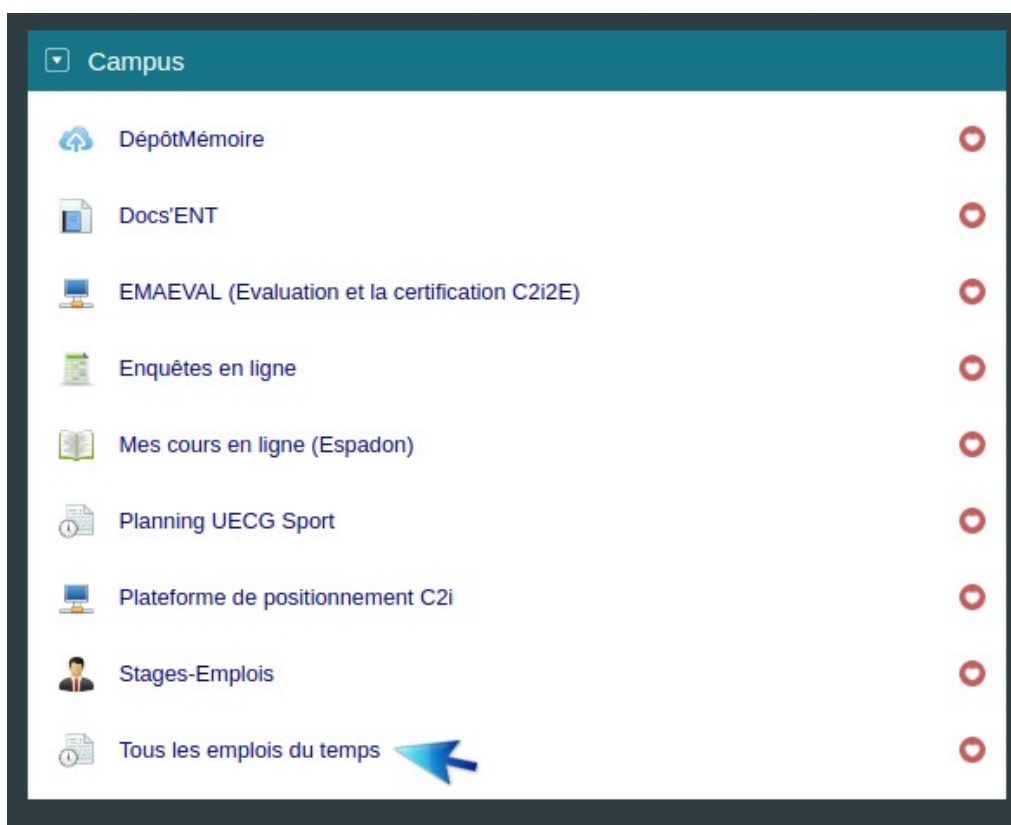 Campus
DépôtMémoire
Docs'ENT
EMAEVAL (Evaluation et la certification C2i2E)
Enquêtes en ligne
Mes cours en ligne (Espadon)
Planning UECG Sport
Plateforme de positionnement C2i
Stages-Emplois
Tous les emplois du temps